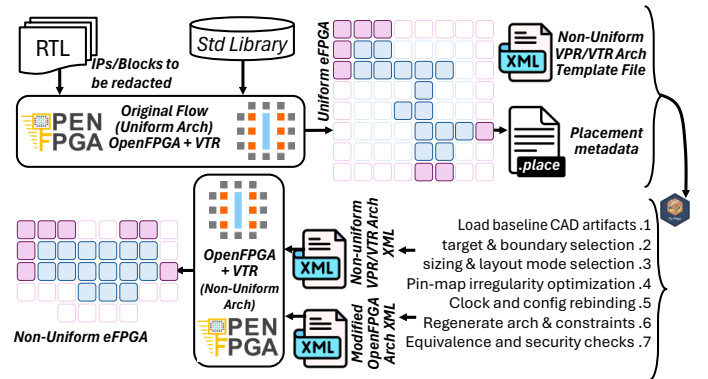 RTL
IPs/Blocks to
be redacted
Std Library
OPEN
FPGA
Original Flow
(Uniform Arch)
OpenFPGA + VTR
Uniform eFPGA
XML
Non-Uniform
VPR/VTR Arch
Template File
.place
Placement
metadata
Load baseline CAD artifacts .1
target & boundary selection .2
sizing & layout mode selection .3
Pin-map irregularity optimization .4
Clock and config rebinding .5
Regenerate arch & constraints .6
Equivalence and security checks .7
Non-uniform
VPR/VTR Arch
XML
XML
Modified
OpenFPGA
Arch XML
XML
OpenFPGA
+ VTR
(Non-Uniform
Arch)
OPEN
FPGA
Non-Uniform eFPGA